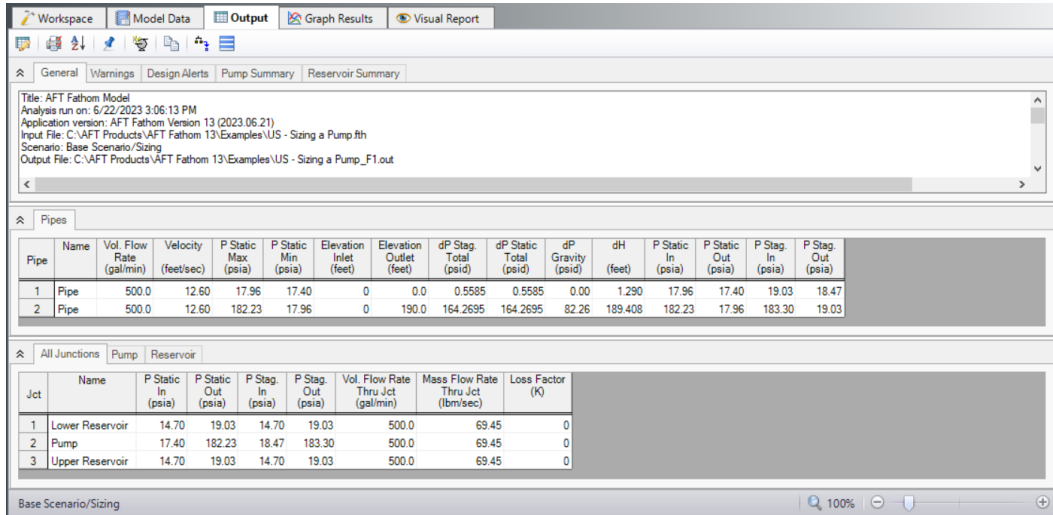 Workspace Model Data Output Graph Results Visual Report
General Warnings Design Alerts Pump Summary Reservoir Summary
Title: AFT Fathom Model
Analysis run on: 6/22/2023 3:06:13 PM
Application version: AFT Fathom Version 13 (2023.06.21)
Input File: C:\AFT Products\AFT Fathom 13\Examples\US - Sizing a Pump.fth
Scenario: Base Scenario/Sizing
Output File: C:\AFT Products\AFT Fathom 13\Examples\US - Sizing a Pump_F1.out
Pipes
Pipe Name Vol. Flow Rate (gal/min) Velocity (feet/sec) P Static Max (psia) P Static Min (psia) Elevation Inlet (feet) Elevation Outlet (feet) dP Stag. Total (psid) dP Static Total (psid) dP Gravity (psid) dH (feet) P Static In (psia) P Static Out (psia) P Stag. In (psia) P Stag. Out (psia)
1 Pipe 500.0 12.60 17.96 17.40 0 0.0 0.5585 0.5585 0.00 1.290 17.96 17.40 19.03 18.47
2 Pipe 500.0 12.60 182.23 17.96 0 190.0 164.2695 164.2695 82.26 189.408 182.23 17.96 183.30 19.03
All Junctions Pump Reservoir
Jct Name P Static In (psia) P Static Out (psia) P Stag. In (psia) P Stag. Out (psia) Vol. Flow Rate Thru Jct (gal/min) Mass Flow Rate Thru Jct (lbm/sec) Loss Factor (K)
1 Lower Reservoir 14.70 19.03 14.70 19.03 500.0 69.45 0
2 Pump 17.40 182.23 18.47 183.30 500.0 69.45 0
3 Upper Reservoir 14.70 19.03 14.70 19.03 500.0 69.45 0
Base Scenario/Sizing 100%